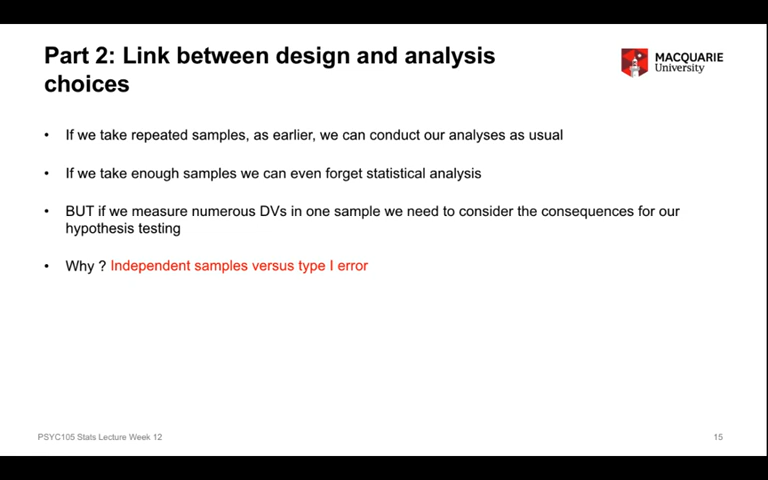 Part 2: Link between design and analysis
choices
MACQUARIE
University
• If we take repeated samples, as earlier, we can conduct our analyses as usual
• If we take enough samples we can even forget statistical analysis
• BUT if we measure numerous DVs in one sample we need to consider the consequences for our
hypothesis testing
• Why ? Independent samples versus type I error
PSYC105 Stats Lecture Week 12
15